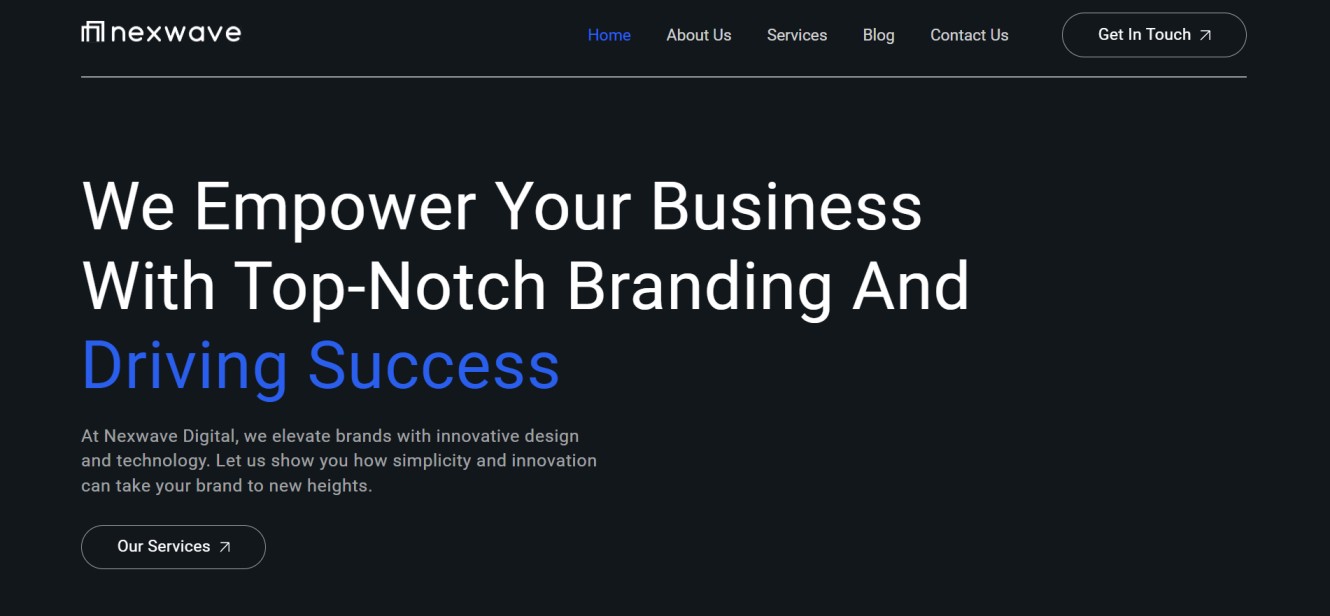 nexwave
Home About Us Services Blog Contact Us Get In Touch
We Empower Your Business
With Top-Notch Branding And
Driving Success
At Nexwave Digital, we elevate brands with innovative design
and technology. Let us show you how simplicity and innovation
can take your brand to new heights.
Our Services